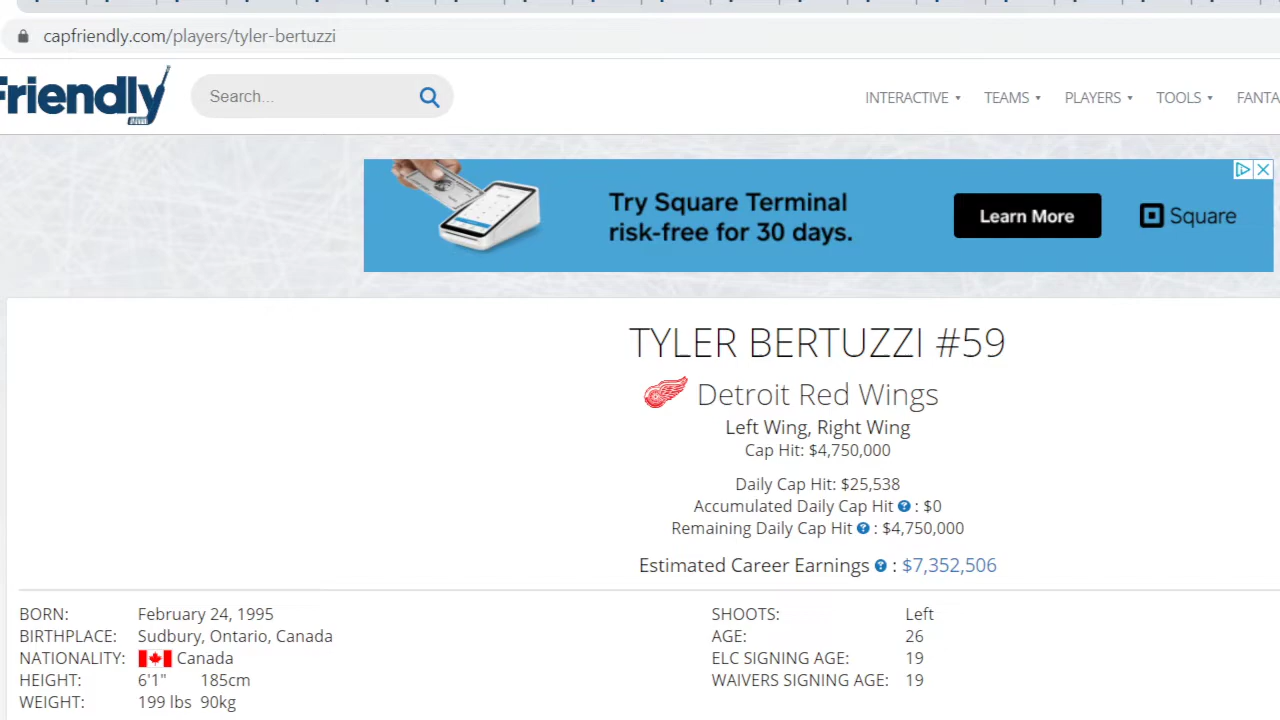 capfriendly.com/players/tyler-bertuzzi
Friendly
Search...
INTERACTIVE
TEAMS
PLAYERS
TOOLS
FANTA
Try Square Terminal
risk-free for 30 days.
Learn More
Square
TYLER BERTUZZI #59
Detroit Red Wings
Left Wing, Right Wing
Cap Hit: $4,750,000
Daily Cap Hit: $25,538
Accumulated Daily Cap Hit ? : $0
Remaining Daily Cap Hit ? : $4,750,000
Estimated Career Earnings ? : $7,352,506
BORN: February 24, 1995
BIRTHPLACE: Sudbury, Ontario, Canada
NATIONALITY: Canada
HEIGHT: 6'1" 185cm
WEIGHT: 199 lbs 90kg
SHOOTS: Left
AGE: 26
ELC SIGNING AGE: 19
WAIVERS SIGNING AGE: 19